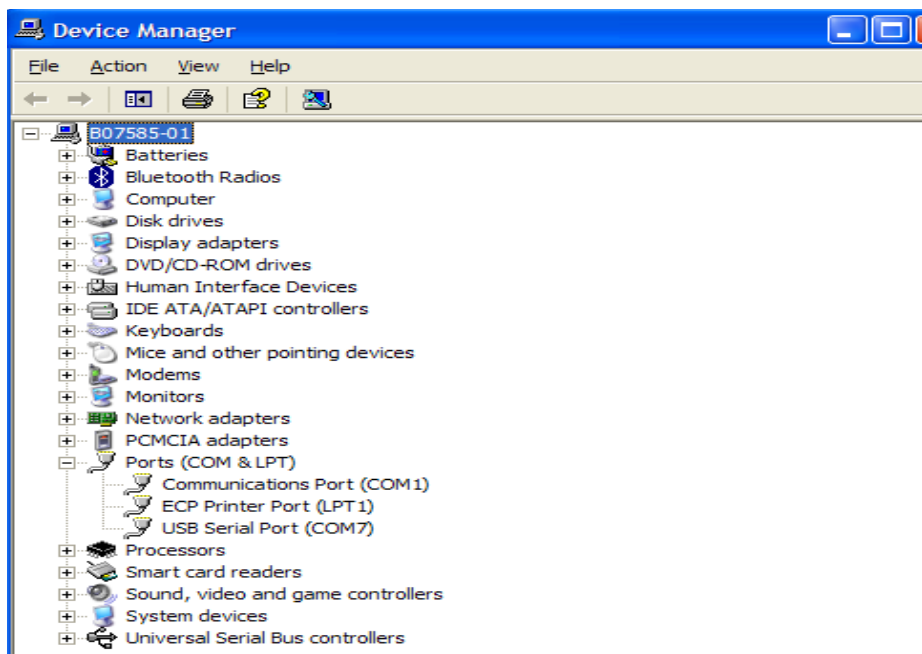 Device Manager
File Action View Help
B07585-01
Batteries
Bluetooth Radios
Computer
Disk drives
Display adapters
DVD/CD-ROM drives
Human Interface Devices
IDE ATA/ATAPI controllers
Keyboards
Mice and other pointing devices
Modems
Monitors
Network adapters
PCMCIA adapters
Ports (COM & LPT)
Communications Port (COM1)
ECP Printer Port (LPT1)
USB Serial Port (COM7)
Processors
Smart card readers
Sound, video and game controllers
System devices
Universal Serial Bus controllers